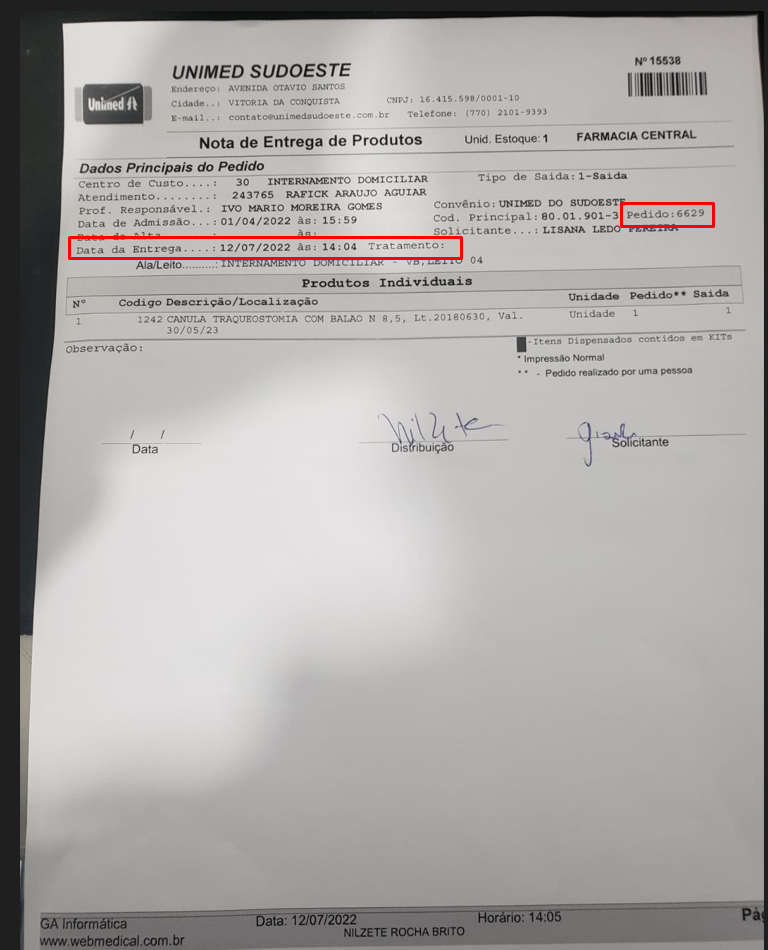 Unimed
UNIMED SUDOESTE
Nº 15538
Endereço: AVENIDA OTAVIO SANTOS
Cidade..: VITORIA DA CONQUISTA CNPJ: 16.415.598/0001-10
E-mail..: contato@unimedsudoeste.com.br Telefone: (770) 2101-9393
Nota de Entrega de Produtos Unid. Estoque: 1 FARMACIA CENTRAL
Dados Principais do Pedido
Centro de Custo....: 30 INTERNAMENTO DOMICILIAR Tipo de Saida: 1-Saida
Atendimento........: 243765 RAFICK ARAUJO AGUIAR
Prof. Responsável.: IVO MARIO MOREIRA GOMES Convênio: UNIMED DO SUDOESTE
Data de Admissão...: 01/04/2022 às: 15:59 Cod. Principal: 80.01.901-3 Pedido:6629
Data de Alta : às: Solicitante...: LISANA LEDO PEREIRA
Data da Entrega....: 12/07/2022 às: 14:04 Tratamento:
Ala/Leito..........: INTERNAMENTO DOMICILIAR - VB, LEITO 04
Produtos Individuais
Nº Codigo Descrição/Localização Unidade Pedido** Saida
1 1242 CANULA TRAQUEOSTOMIA COM BALAO N 8,5, Lt.20180630, Val. Unidade 1 1
30/05/23
Observação:
-Itens Dispensados contidos em KITs
* Impressão Normal
** - Pedido realizado por uma pessoa
/ / Nilzete
Data Distribuição Solicitante
GA Informática Data: 12/07/2022 Horário: 14:05 Pág
www.webmedical.com.br NILZETE ROCHA BRITO